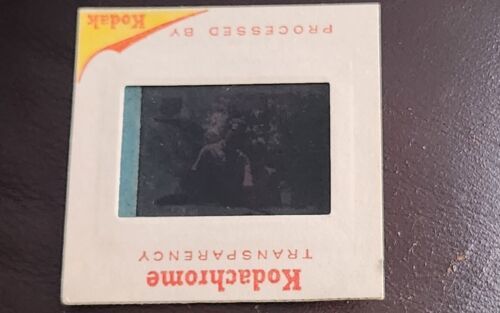 Kodachrome
TRANSPARENCY
PROCESSED BY
Kodak